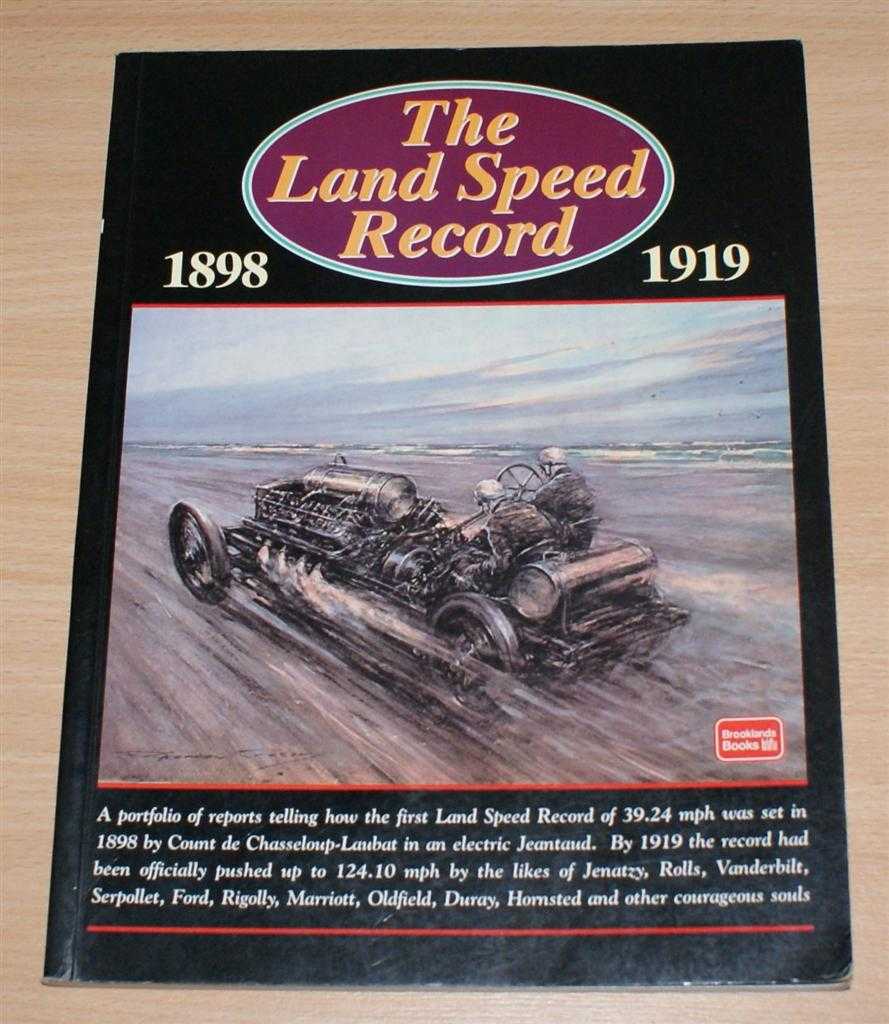 The
Land Speed
Record
1898 1919
Brooklands
Books
A portfolio of reports telling how the first Land Speed Record of 39.24 mph was set in
1898 by Count de Chasseloup-Laubat in an electric Jeantaud. By 1919 the record had
been officially pushed up to 124.10 mph by the likes of Jenatzy, Rolls, Vanderbilt,
Serpollet, Ford, Rigolly, Marriott, Oldfield, Duray, Hornsted and other courageous souls